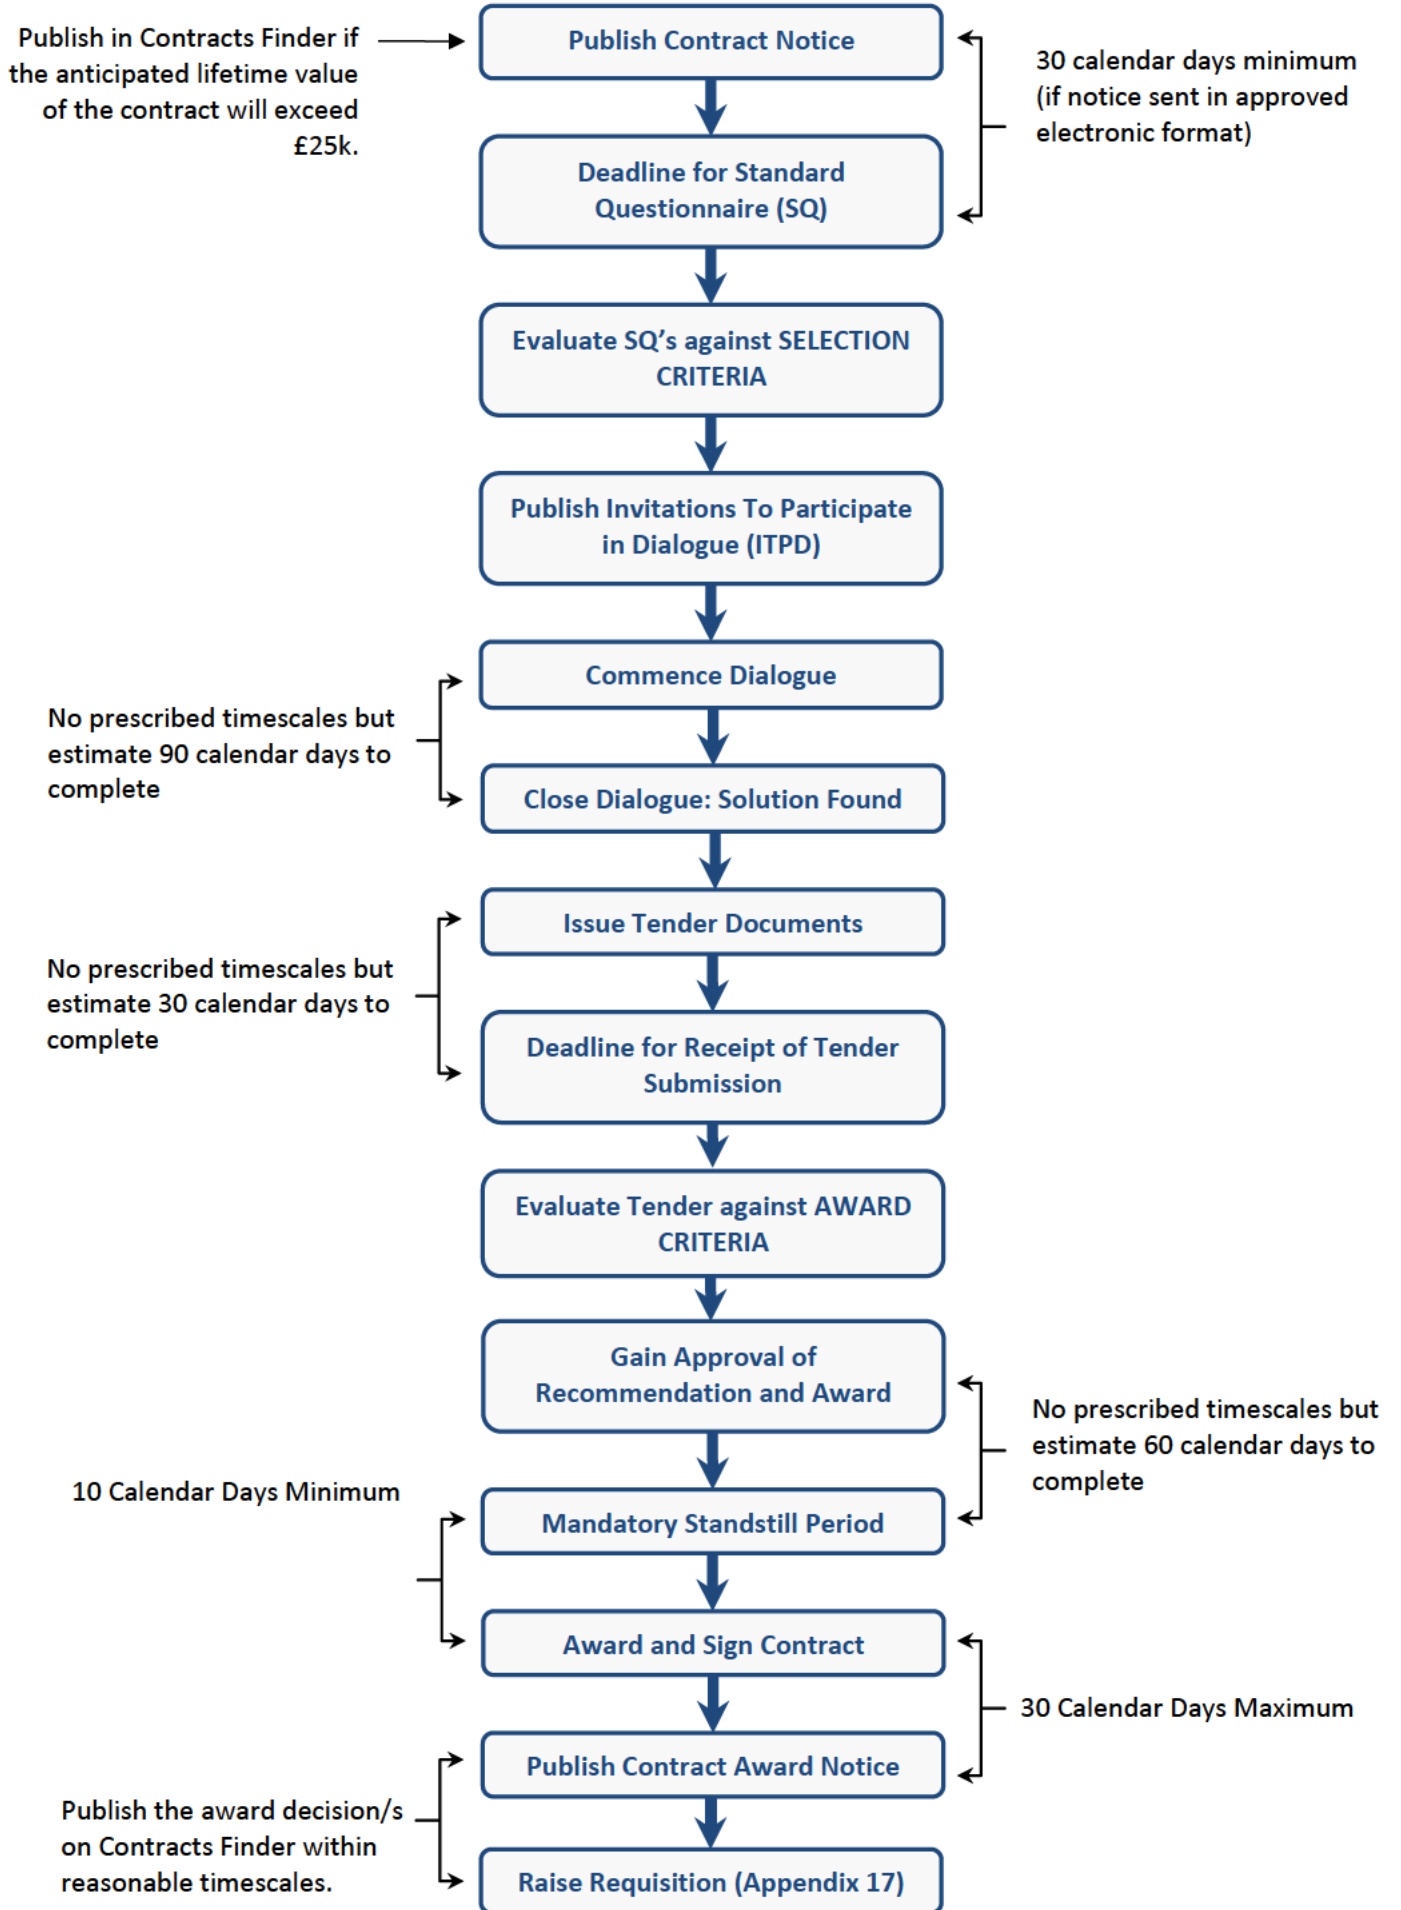 Publish in Contracts Finder if
the anticipated lifetime value
of the contract will exceed
£25k.
Publish Contract Notice
30 calendar days minimum
(if notice sent in approved
electronic format)
Deadline for Standard
Questionnaire (SQ)
Evaluate SQ’s against SELECTION
CRITERIA
Publish Invitations To Participate
in Dialogue (ITPD)
Commence Dialogue
No prescribed timescales but
estimate 90 calendar days to
complete
Close Dialogue: Solution Found
Issue Tender Documents
No prescribed timescales but
estimate 30 calendar days to
complete
Deadline for Receipt of Tender
Submission
Evaluate Tender against AWARD
CRITERIA
Gain Approval of
Recommendation and Award
No prescribed timescales but
estimate 60 calendar days to
complete
10 Calendar Days Minimum
Mandatory Standstill Period
Award and Sign Contract
30 Calendar Days Maximum
Publish Contract Award Notice
Publish the award decision/s
on Contracts Finder within
reasonable timescales.
Raise Requisition (Appendix 17)